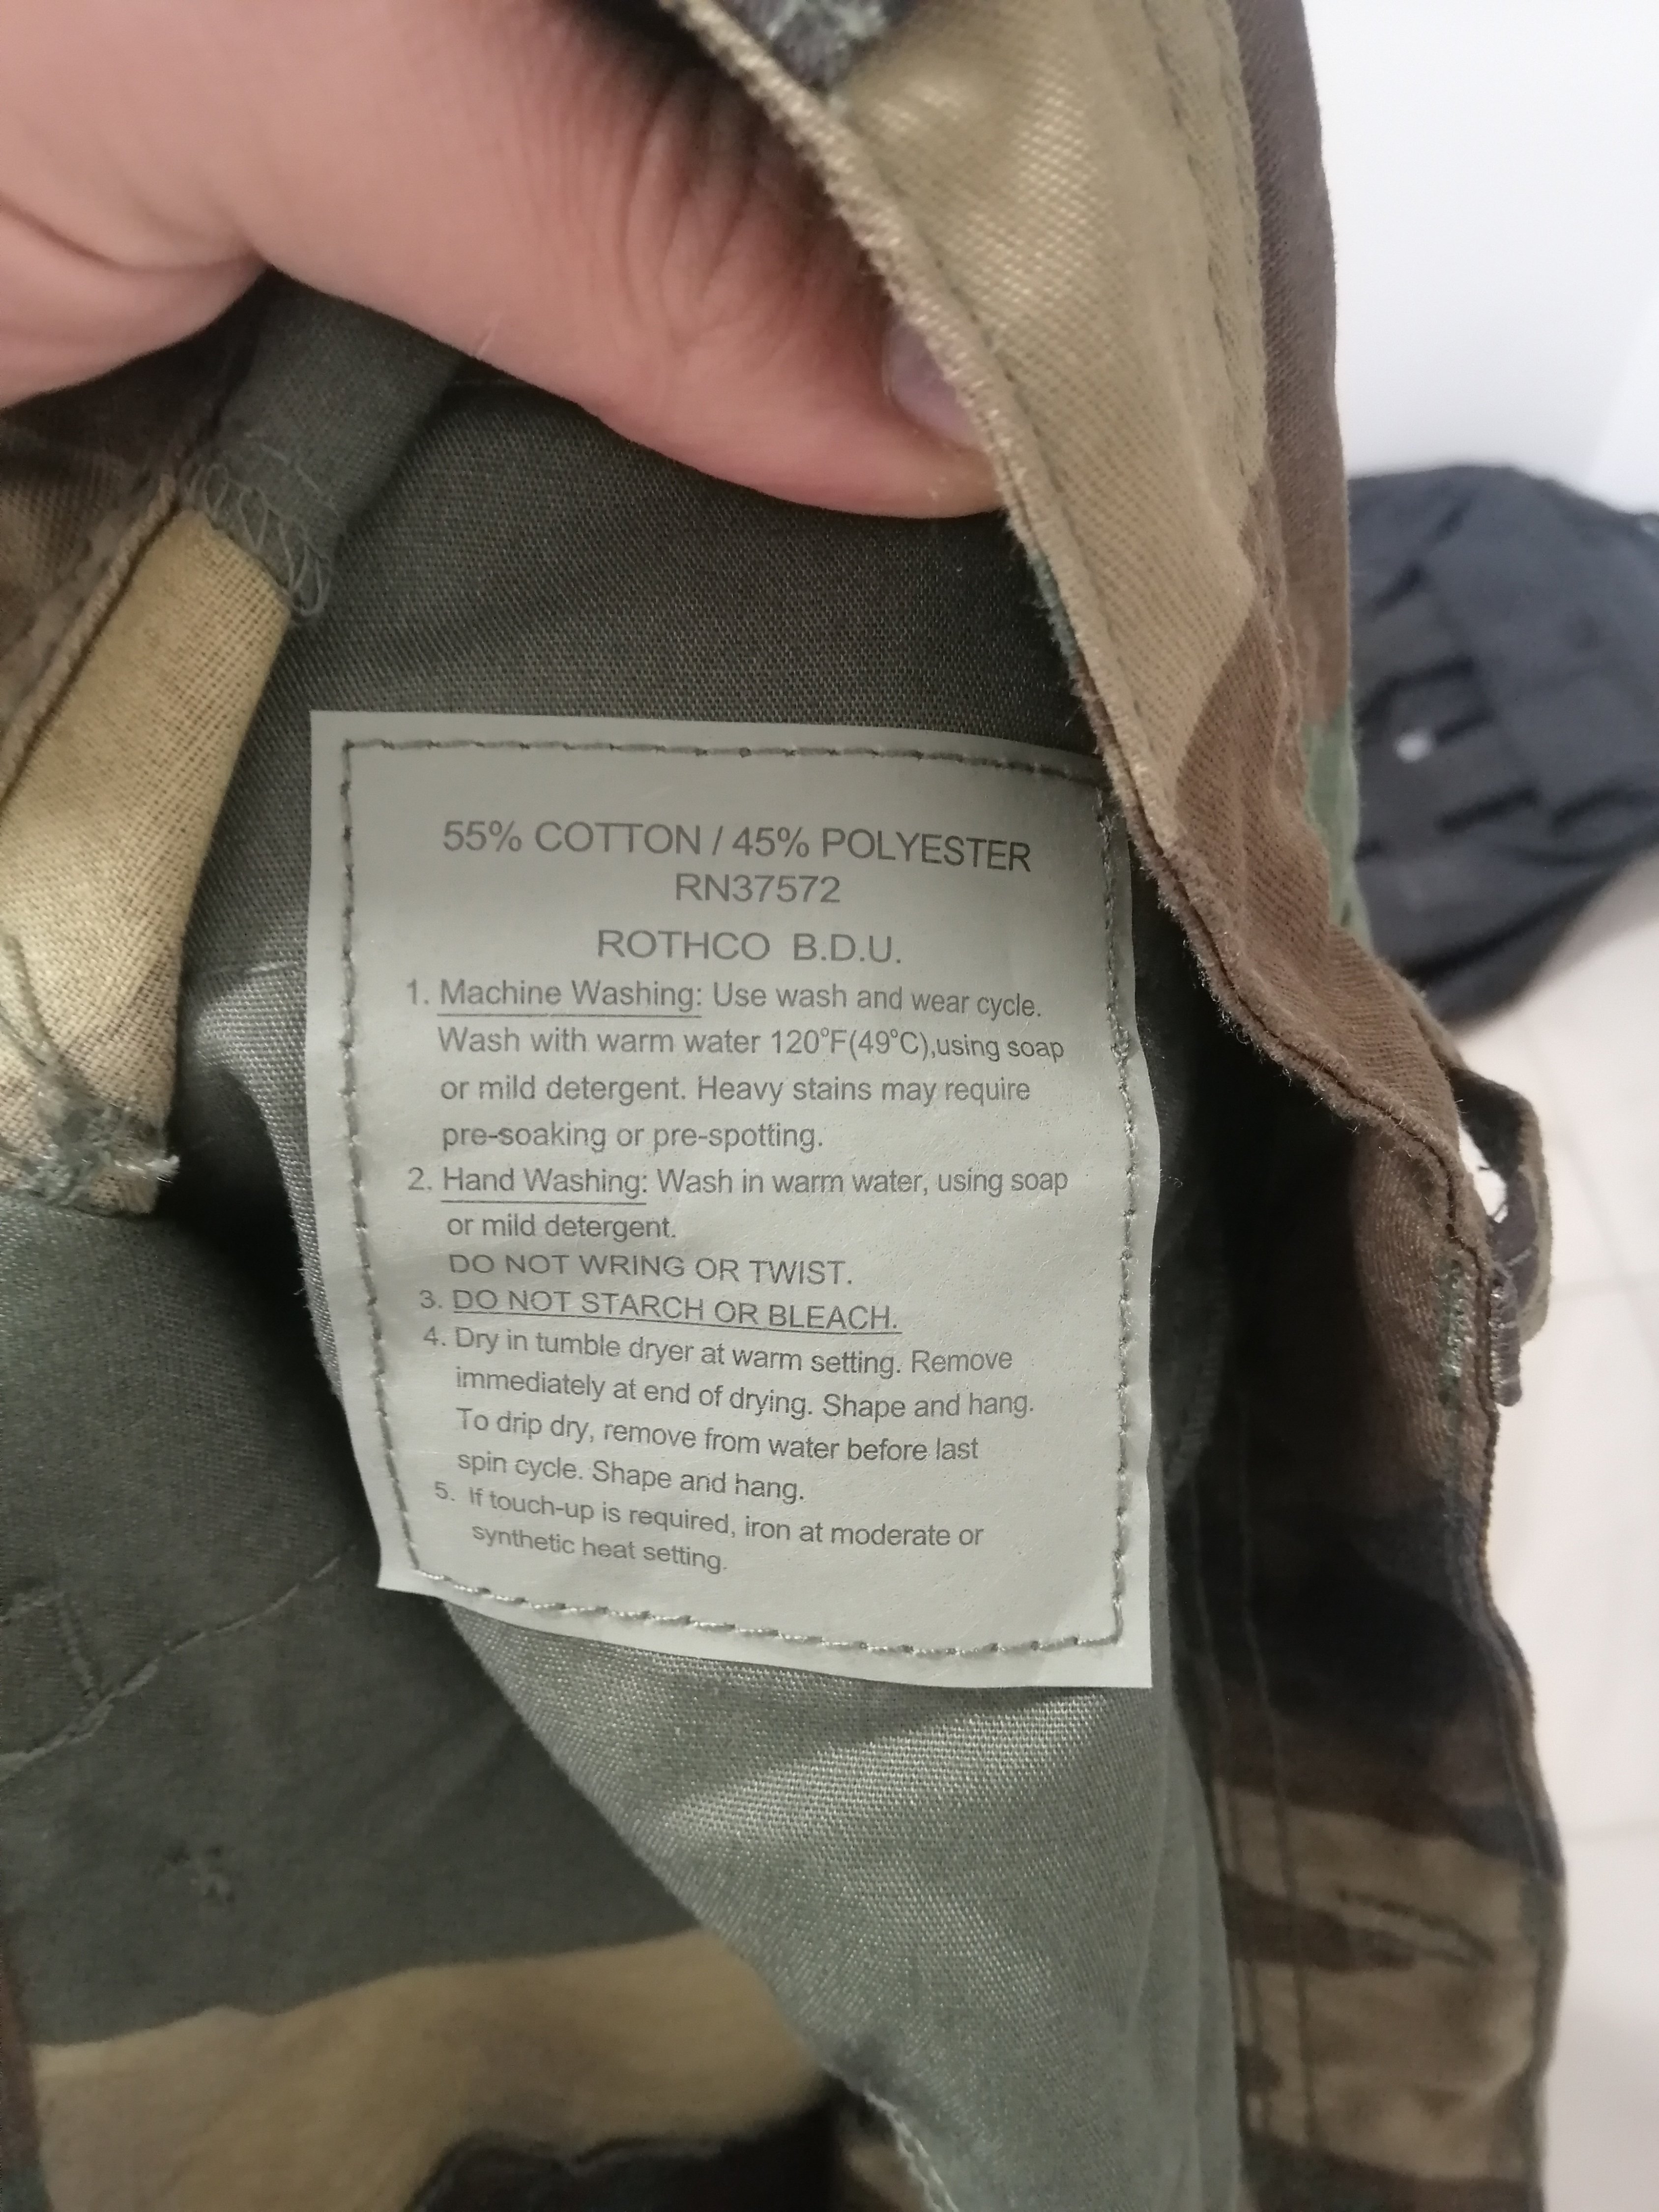 55% COTTON / 45% POLYESTER
RN37572
ROTHCO B.D.U.
1. Machine Washing: Use wash and wear cycle.
Wash with warm water 120°F(49°C),using soap
or mild detergent. Heavy stains may require
pre-soaking or pre-spotting.
2. Hand Washing: Wash in warm water, using soap
or mild detergent.
DO NOT WRING OR TWIST.
3. DO NOT STARCH OR BLEACH.
4. Dry in tumble dryer at warm setting. Remove
immediately at end of drying. Shape and hang.
To drip dry, remove from water before last
spin cycle. Shape and hang.
5. If touch-up is required, iron at moderate or
synthetic heat setting.